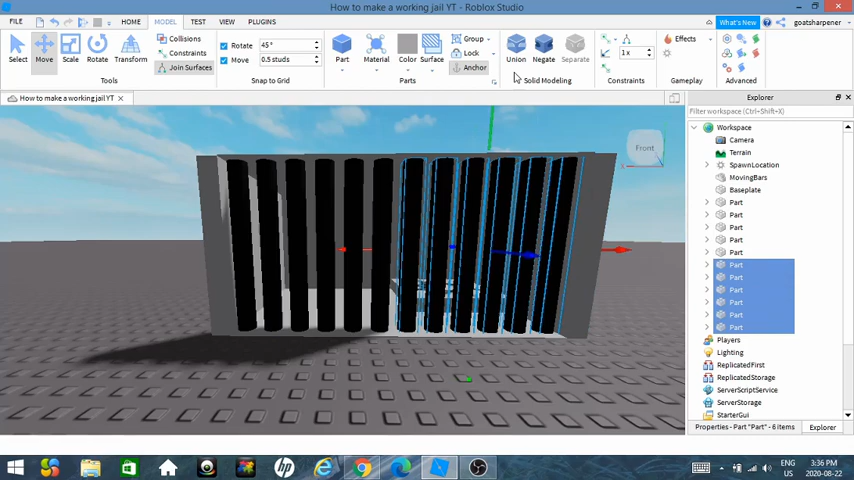 How to make a working jail YT - Roblox Studio
FILE HOME MODEL TEST VIEW PLUGINS What's New goatsharpener
Select Move Scale Rotate Transform
Collisions
Constraints
Join Surfaces
Tools
Rotate 45°
Move 0.5 studs
Snap to Grid
Part Material Color Surface
Group
Lock
Anchor
Parts
Union Negate Separate
Solid Modeling
1 x
Constraints
Effects
Gameplay
Advanced
How to make a working jail YT
Front
Explorer
Filter workspace (Ctrl+Shift+X)
Workspace
Camera
Terrain
SpawnLocation
MovingBars
Baseplate
Part
Part
Part
Part
Part
Part
Part
Part
Part
Part
Part
Players
Lighting
ReplicatedFirst
ReplicatedStorage
ServerScriptService
ServerStorage
StarterGui
Properties - Part "Part" - 6 items Explorer
ENG 3:36 PM
US 2020-08-22